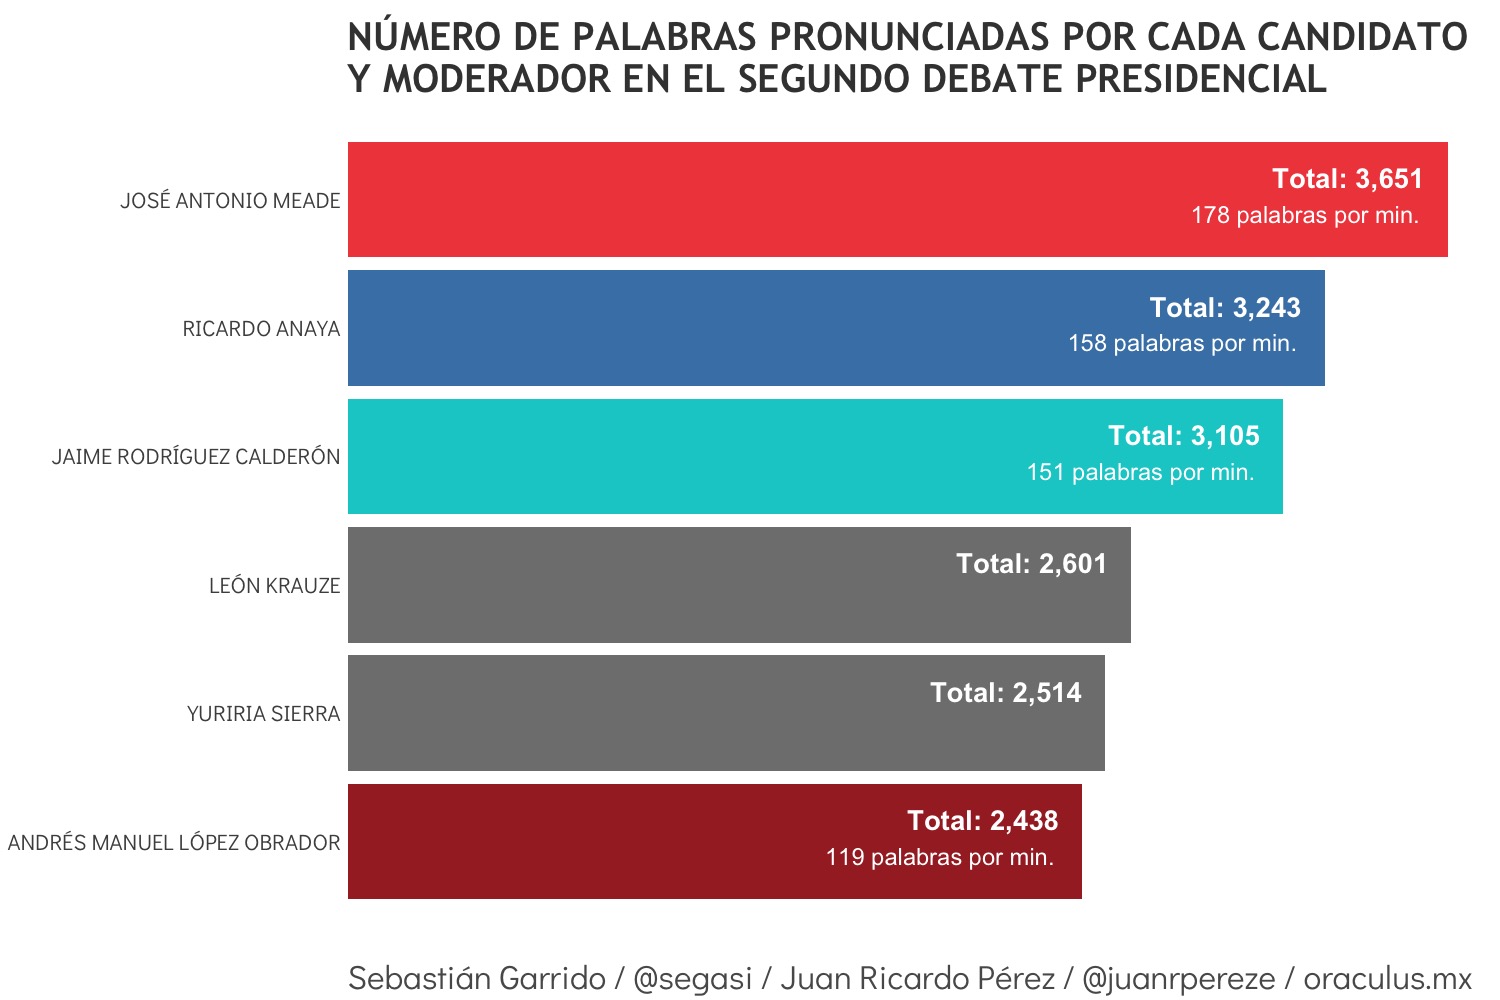 NÚMERO DE PALABRAS PRONUNCIADAS POR CADA CANDIDATO
Y MODERADOR EN EL SEGUNDO DEBATE PRESIDENCIAL
JOSÉ ANTONIO MEADE
Total: 3,651
178 palabras por min.
RICARDO ANAYA
Total: 3,243
158 palabras por min.
JAIME RODRÍGUEZ CALDERÓN
Total: 3,105
151 palabras por min.
LEÓN KRAUZE
Total: 2,601
YURIRIA SIERRA
Total: 2,514
ANDRÉS MANUEL LÓPEZ OBRADOR
Total: 2,438
119 palabras por min.
Sebastián Garrido / @segasi / Juan Ricardo Pérez / @juanrpereze / oraculus.mx